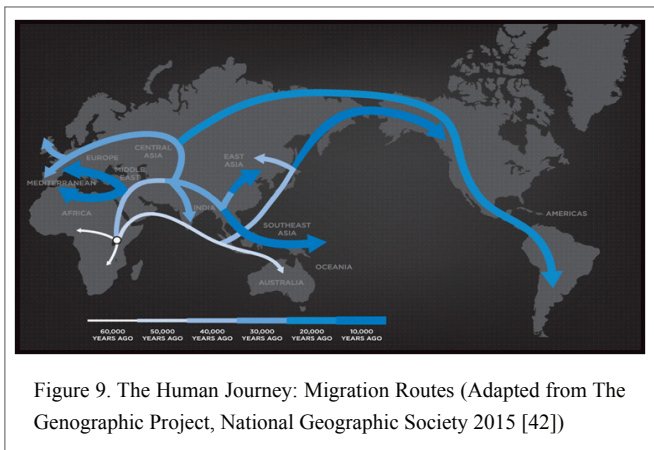 EUROPE
CENTRAL
ASIA
EAST
ASIA
MEDITERRANEAN
MIDDLE
EAST
AFRICA
INDIA
SOUTHEAST
ASIA
AMERICAS
OCEANIA
AUSTRALIA
60,000 YEARS AGO
50,000 YEARS AGO
40,000 YEARS AGO
30,000 YEARS AGO
20,000 YEARS AGO
10,000 YEARS AGO
Figure 9. The Human Journey: Migration Routes (Adapted from The
Genographic Project, National Geographic Society 2015 [42])